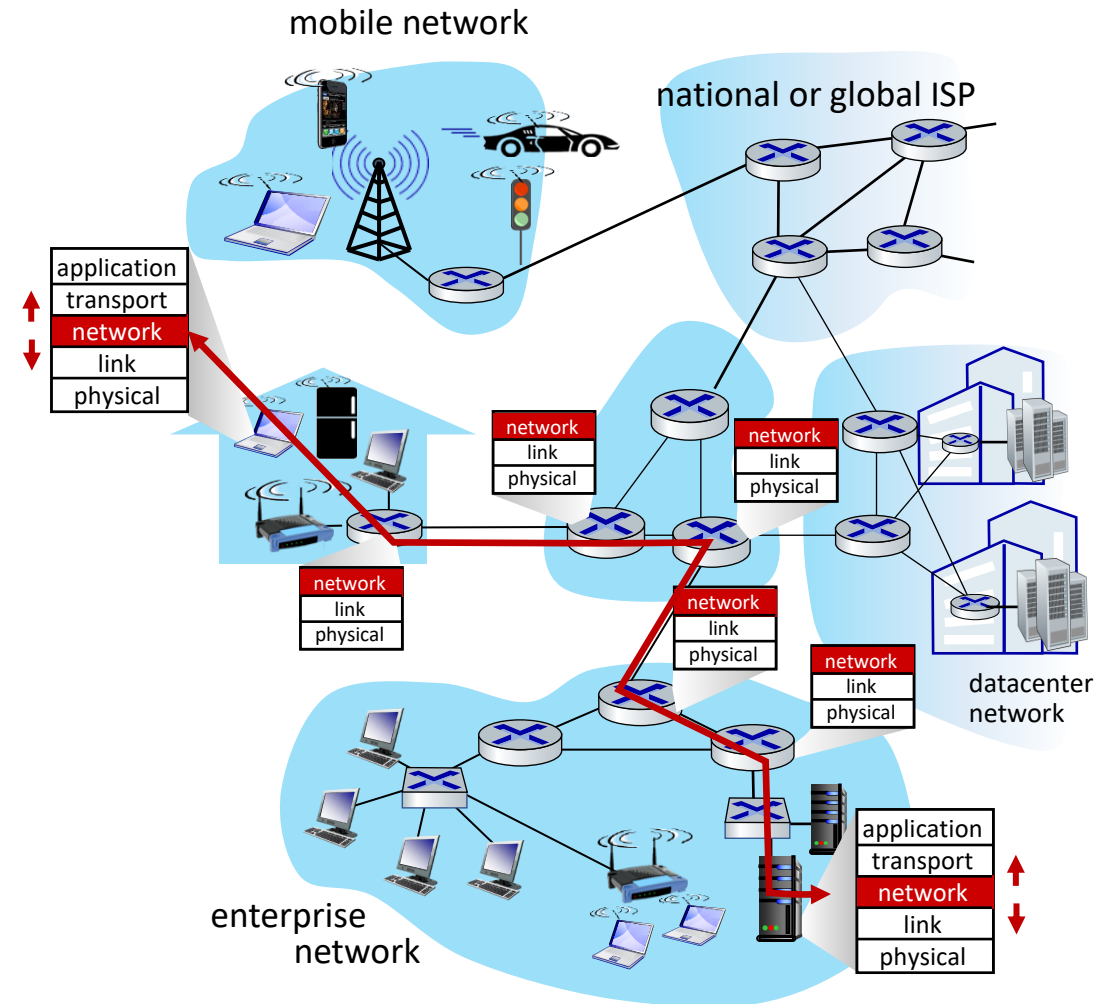 mobile network
national or global ISP
application
transport
network
link
physical
network
link
physical
network
link
physical
network
link
physical
network
link
physical
network
link
physical
datacenter
network
application
transport
network
link
physical
enterprise
network